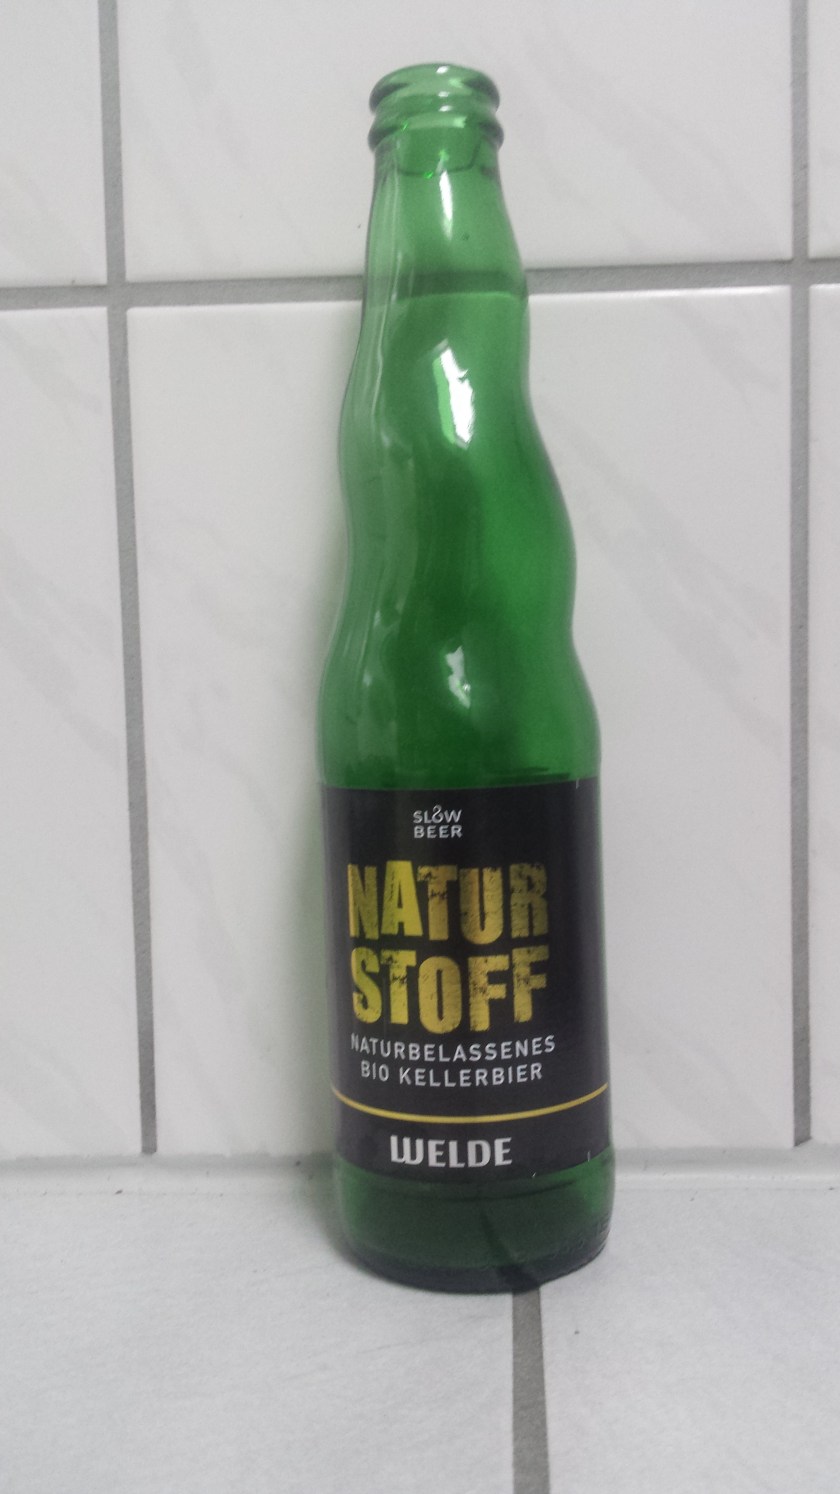 SLOW
BEER
NATUR
STOFF
NATURBELASSENES
BIO KELLERBIER
WELDE